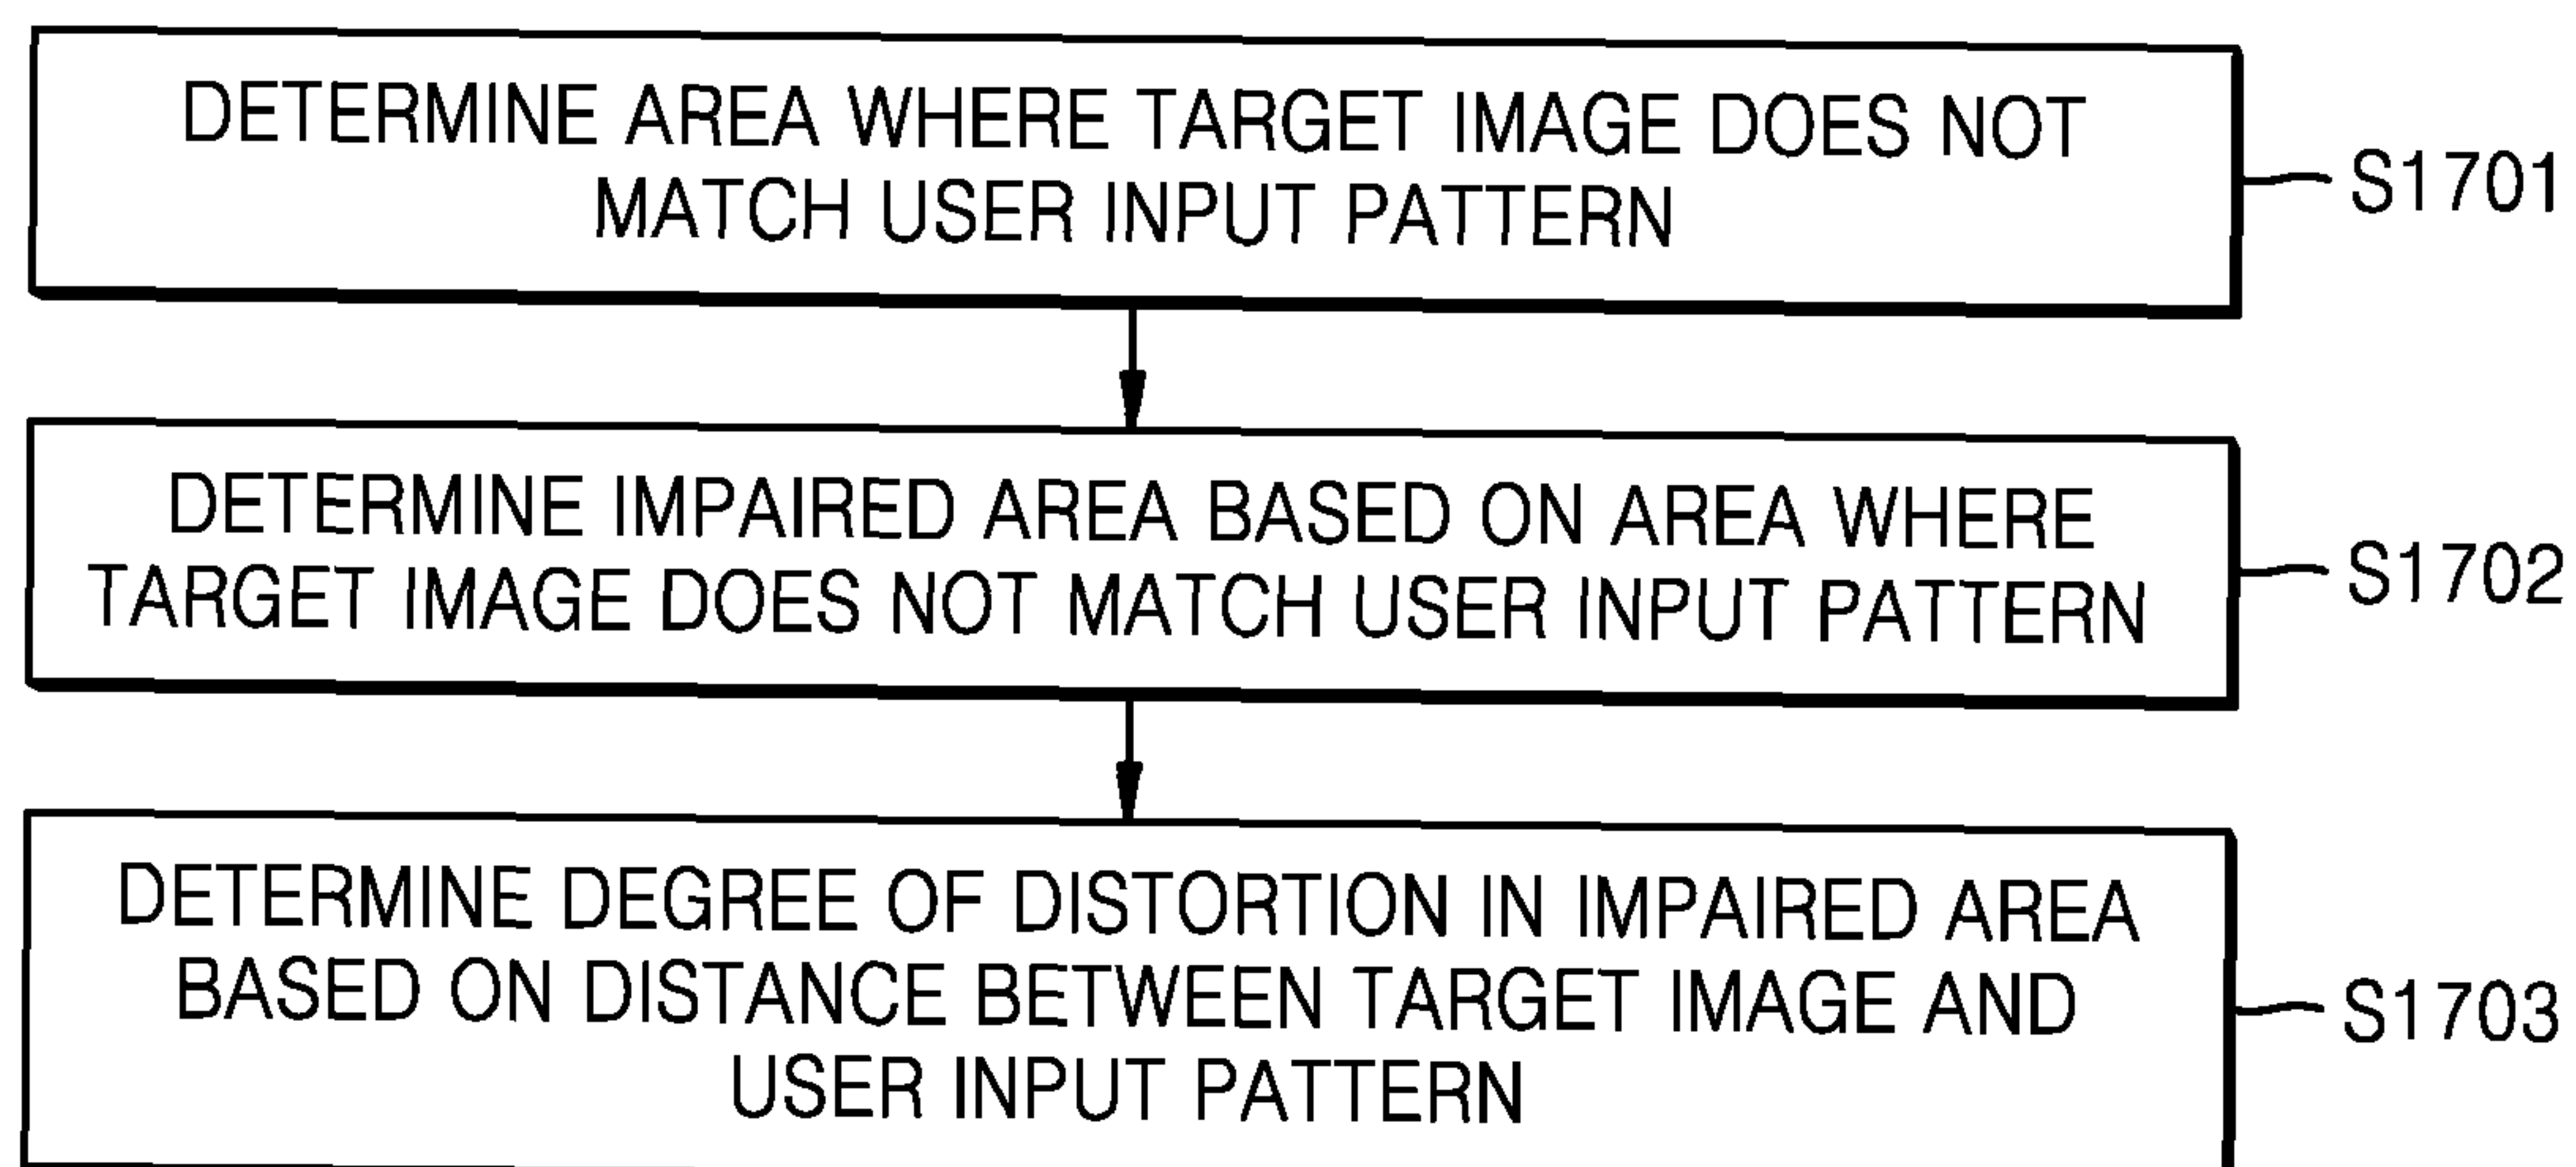 DETERMINE AREA WHERE TARGET IMAGE DOES NOT
MATCH USER INPUT PATTERN
S1701
DETERMINE IMPAIRED AREA BASED ON AREA WHERE
TARGET IMAGE DOES NOT MATCH USER INPUT PATTERN
S1702
DETERMINE DEGREE OF DISTORTION IN IMPAIRED AREA
BASED ON DISTANCE BETWEEN TARGET IMAGE AND
USER INPUT PATTERN
S1703